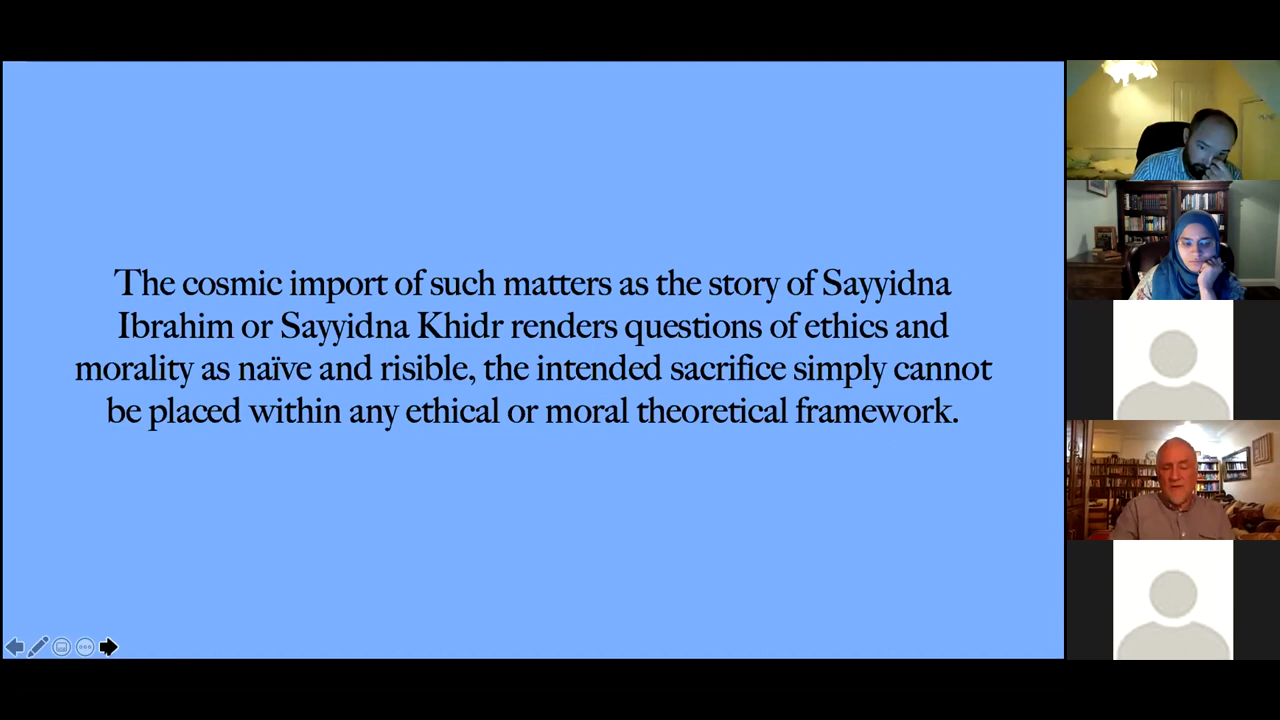 The cosmic import of such matters as the story of Sayyidna
Ibrahim or Sayyidna Khidr renders questions of ethics and
morality as naïve and risible, the intended sacrifice simply cannot
be placed within any ethical or moral theoretical framework.